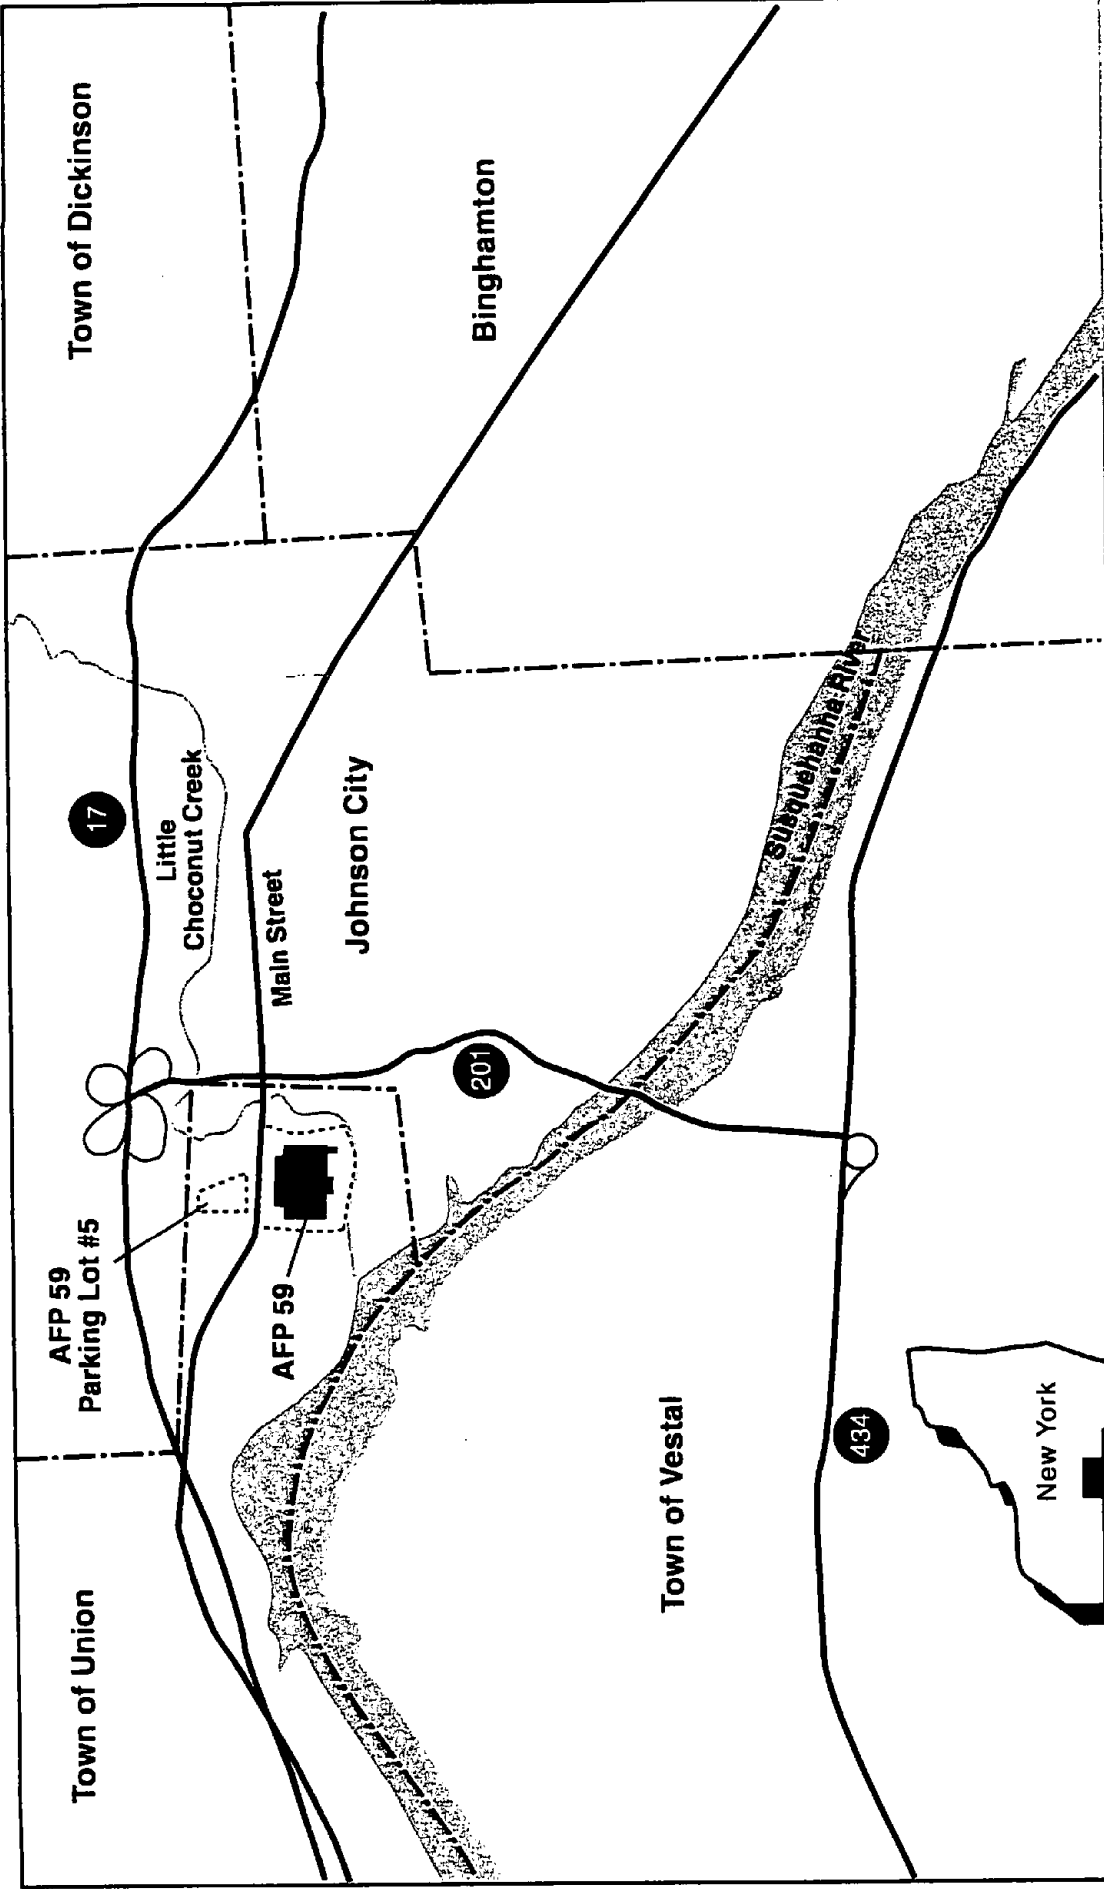 Town of Union
AFP 59
Parking Lot #5
17
Town of Dickinson
Little
Choconut Creek
Main Street
AFP 59
Johnson City
Binghamton
201
Susquehanna River
Town of Vestal
434
New York